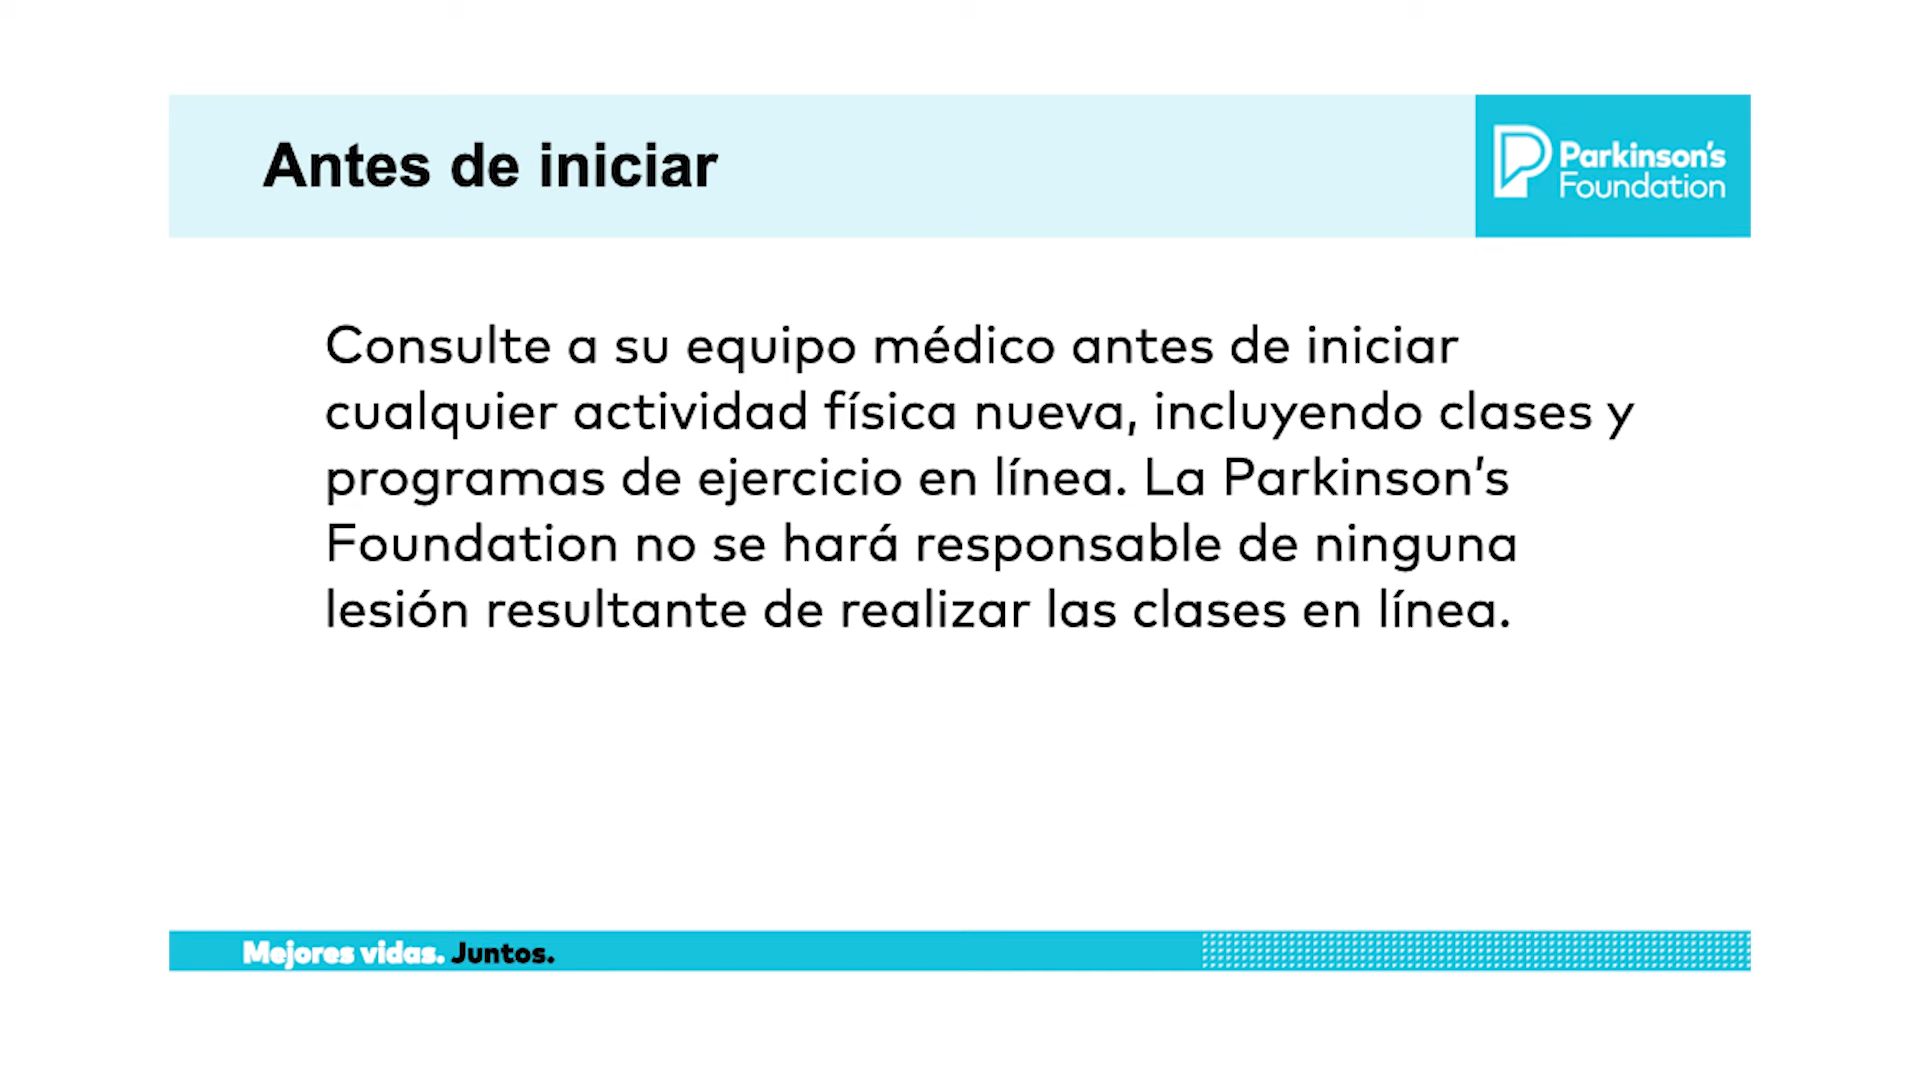 Antes de iniciar
Parkinson's
Foundation
Consulte a su equipo médico antes de iniciar
cualquier actividad física nueva, incluyendo clases y
programas de ejercicio en línea. La Parkinson’s
Foundation no se hará responsable de ninguna
lesión resultante de realizar las clases en línea.
Mejores vidas. Juntos.